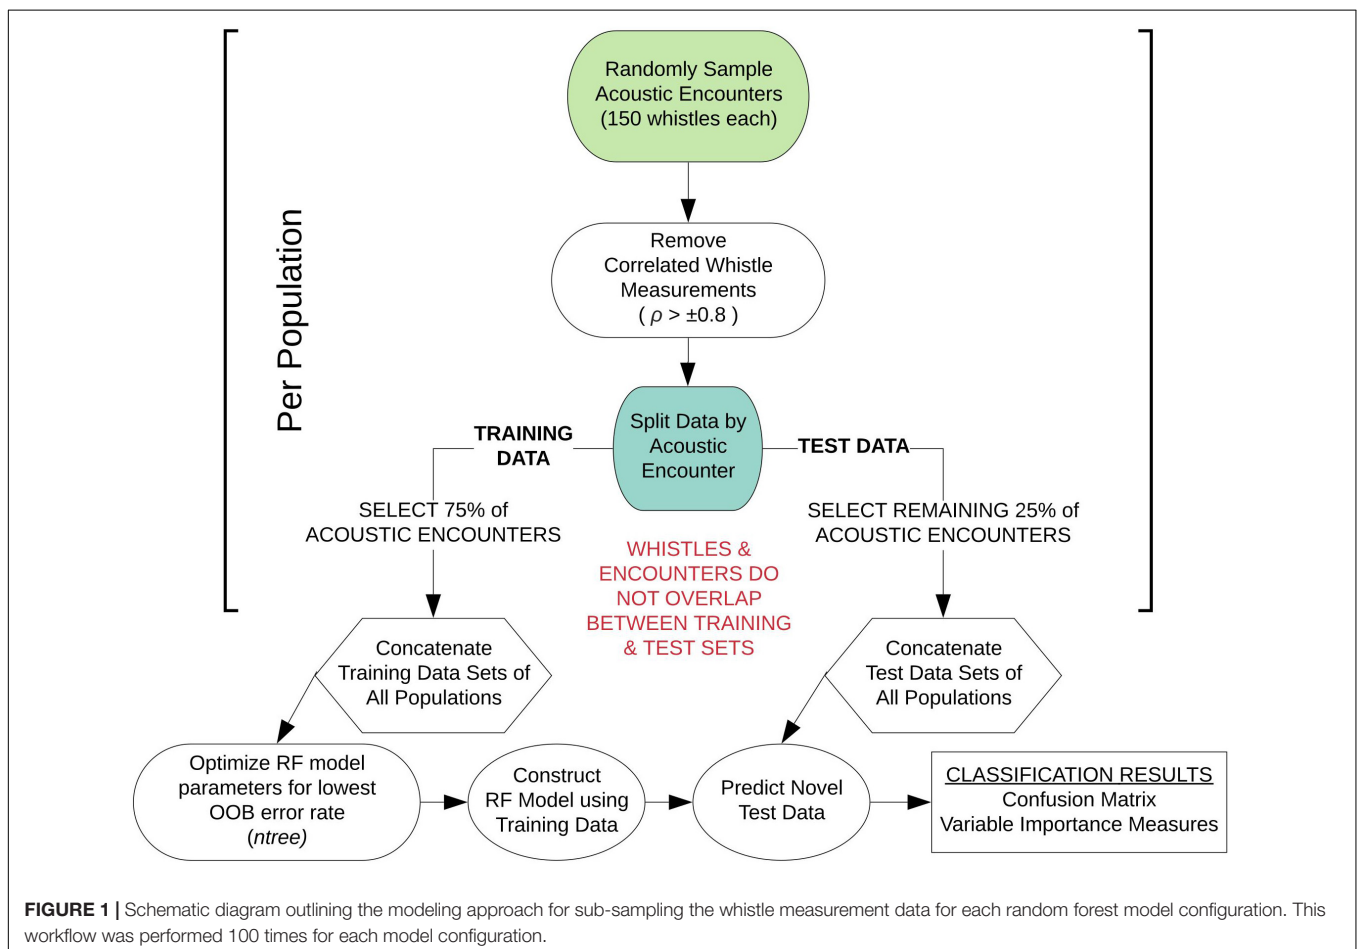 Randomly Sample
Acoustic Encounters
(150 whistles each)
Per Population
Remove
Correlated Whistle
Measurements
( ρ > ±0.8 )
Split Data by
Acoustic
Encounter
TRAINING
DATA
TEST DATA
SELECT 75% of
ACOUSTIC ENCOUNTERS
SELECT REMAINING 25% of
ACOUSTIC ENCOUNTERS
WHISTLES &
ENCOUNTERS DO
NOT OVERLAP
BETWEEN TRAINING
& TEST SETS
Concatenate
Training Data Sets of
All Populations
Concatenate
Test Data Sets of
All Populations
Optimize RF model
parameters for lowest
OOB error rate
(ntree)
Construct
RF Model using
Training Data
Predict Novel
Test Data
CLASSIFICATION RESULTS
Confusion Matrix
Variable Importance Measures
FIGURE 1 | Schematic diagram outlining the modeling approach for sub-sampling the whistle measurement data for each random forest model configuration. This
workflow was performed 100 times for each model configuration.